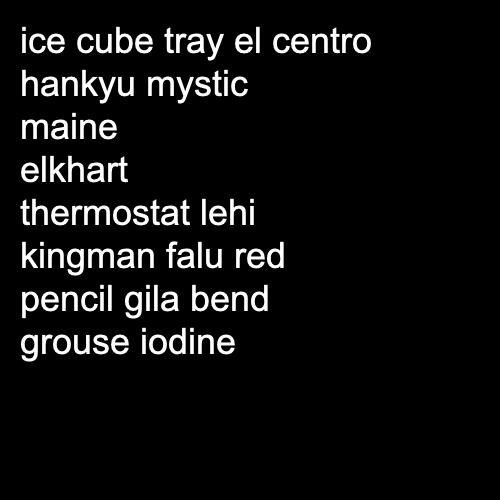 ice cube tray el centro
hankyu mystic
maine
elkhart
thermostat lehi
kingman falu red
pencil gila bend
grouse iodine